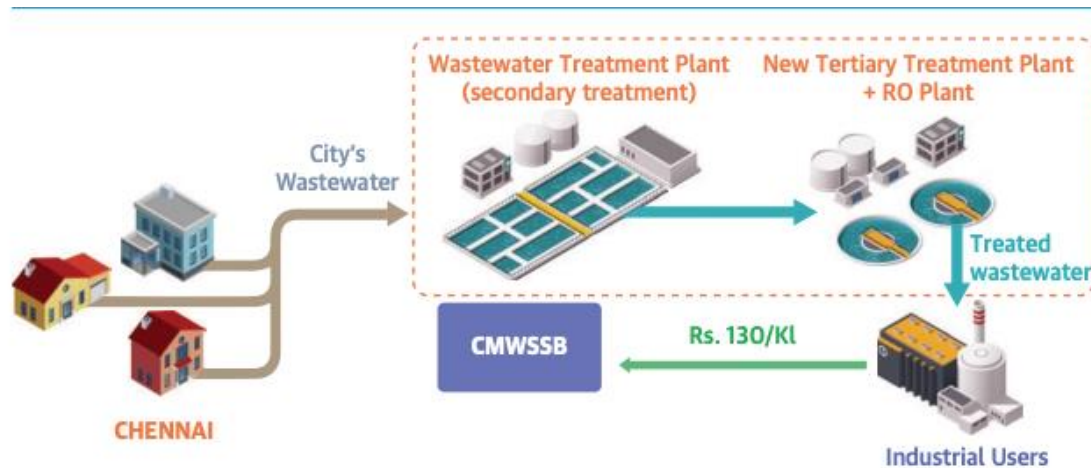 Wastewater Treatment Plant
(secondary treatment)
New Tertiary Treatment Plant
+ RO Plant
City's
Wastewater
Treated
wastewater
CMWSSB
Rs. 130/Kl
CHENNAI
Industrial Users